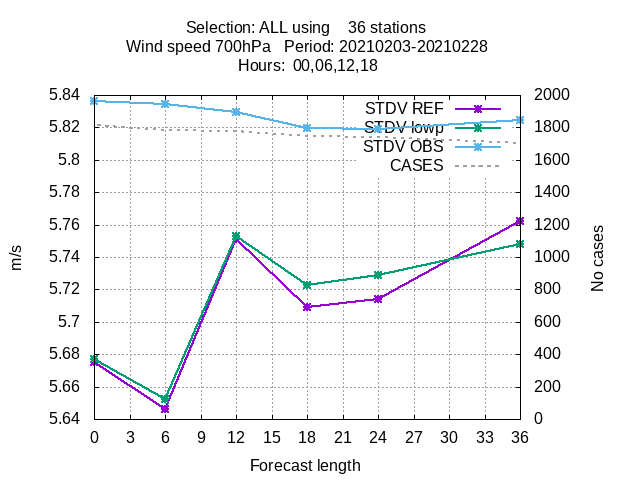 Selection: ALL using 36 stations
Wind speed 700hPa Period: 20210203-20210228
Hours: 00,06,12,18
5.84
5.82
5.8
5.78
5.76
5.74
5.72
5.7
5.68
5.66
5.64
2000
1800
1600
1400
1200
1000
800
600
400
200
0
0 3 6 9 12 15 18 21 24 27 30 33 36
m/s
No cases
Forecast length
STDV REF
STDV lowp
STDV OBS
CASES